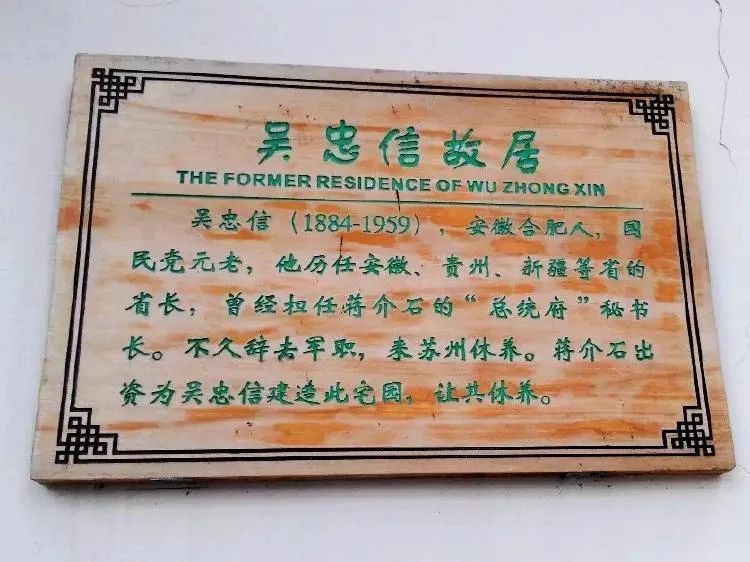 吴忠信故居
THE FORMER RESIDENCE OF WU ZHONG XIN
吴忠信（1884-1959），安徽合肥人，国
民党元老，他历任安徽、贵州、新疆等省的
省长，曾经担任蒋介石的“总统府”秘书
长。不久辞去军职，来苏州休养。蒋介石出
资为吴忠信建造此宅园，让其休养。